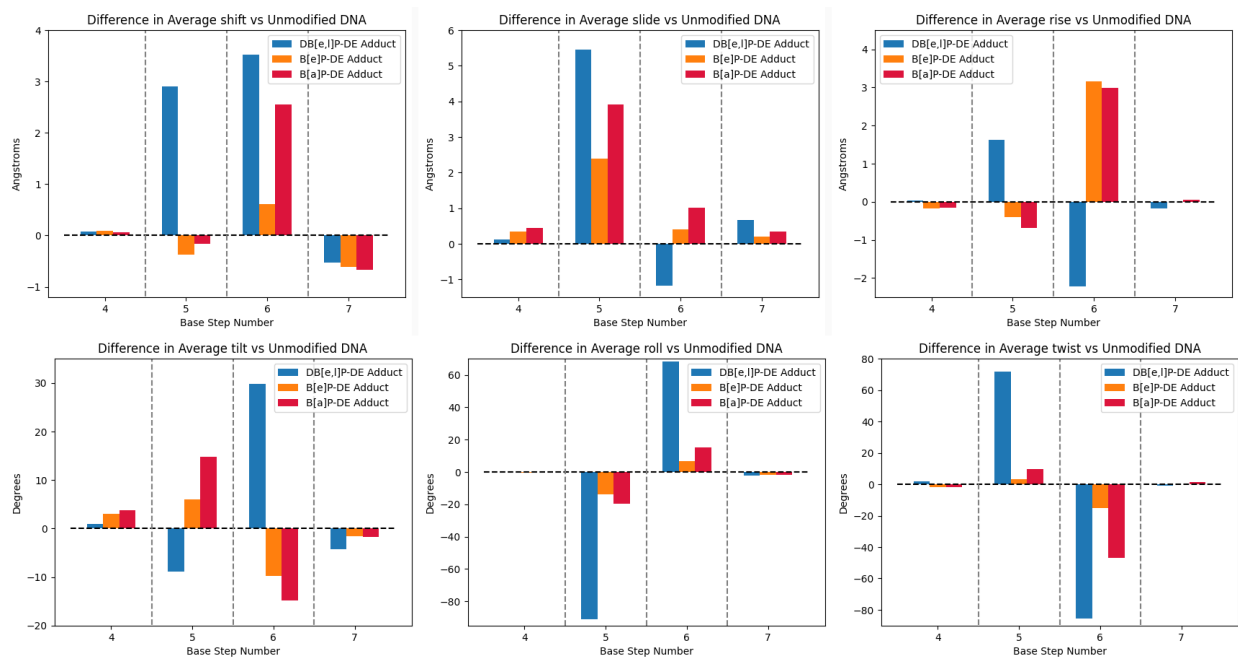 Difference in Average shift vs Unmodified DNA
4
3
2
1
0
−1
Angstroms
DB[e,l]P-DE Adduct
B[e]P-DE Adduct
B[a]P-DE Adduct
4 5 6 7
Base Step Number
Difference in Average slide vs Unmodified DNA
6
5
4
3
2
1
0
−1
Angstroms
DB[e,l]P-DE Adduct
B[e]P-DE Adduct
B[a]P-DE Adduct
4 5 6 7
Base Step Number
Difference in Average rise vs Unmodified DNA
4
3
2
1
0
−1
−2
Angstroms
DB[e,l]P-DE Adduct
B[e]P-DE Adduct
B[a]P-DE Adduct
4 5 6 7
Base Step Number
Difference in Average tilt vs Unmodified DNA
30
20
10
0
−10
−20
Degrees
DB[e,l]P-DE Adduct
B[e]P-DE Adduct
B[a]P-DE Adduct
4 5 6 7
Base Step Number
Difference in Average roll vs Unmodified DNA
60
40
20
0
−20
−40
−60
−80
Degrees
DB[e,l]P-DE Adduct
B[e]P-DE Adduct
B[a]P-DE Adduct
4 5 6 7
Base Step Number
Difference in Average twist vs Unmodified DNA
80
60
40
20
0
−20
−40
−60
−80
Degrees
DB[e,l]P-DE Adduct
B[e]P-DE Adduct
B[a]P-DE Adduct
4 5 6 7
Base Step Number